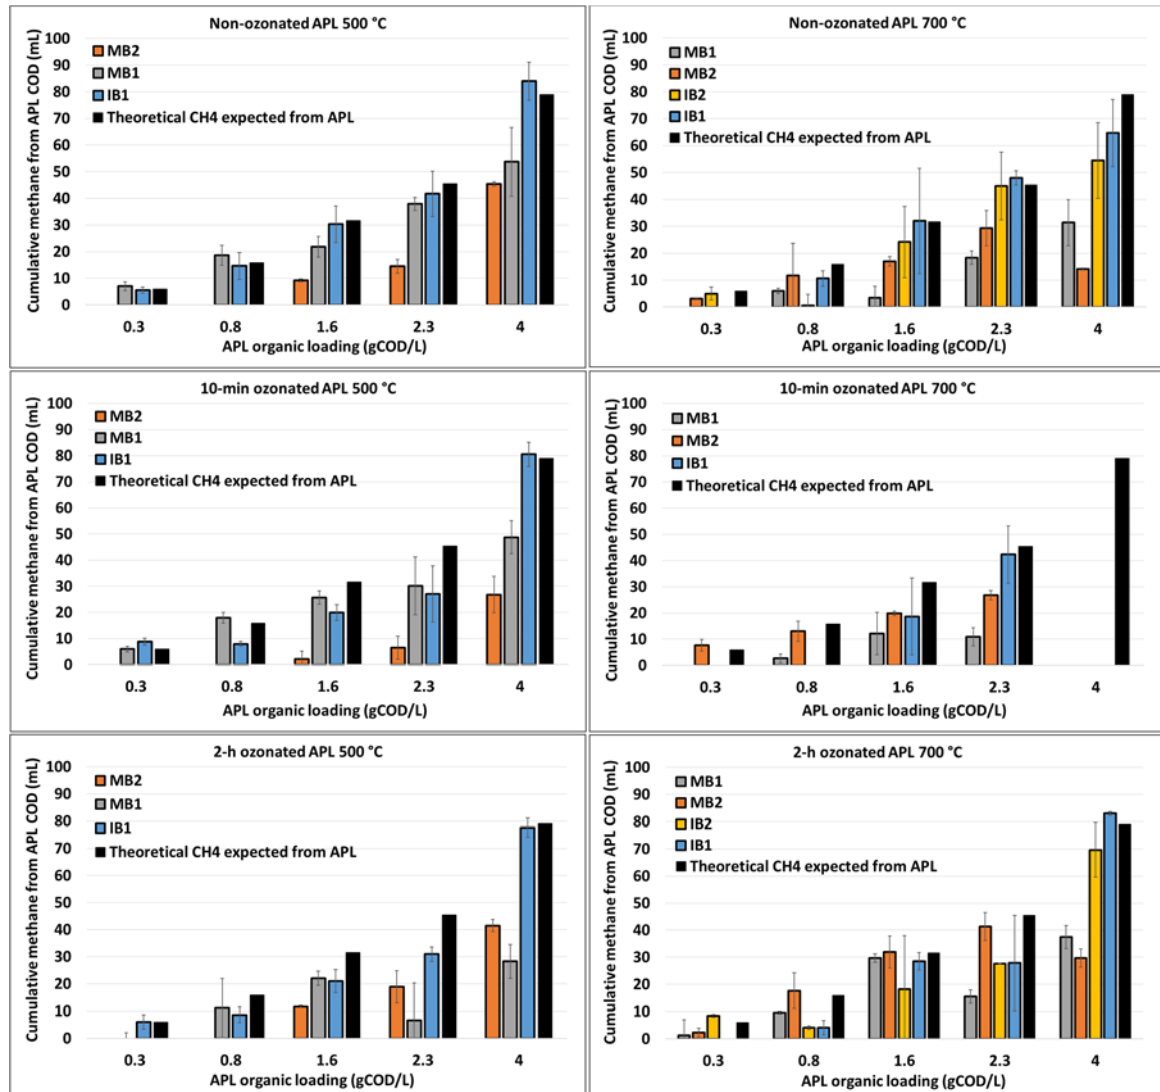 Non-ozonated APL 500 °C
Cumulative methane from APL COD (mL)
100
90
80
70
60
50
40
30
20
10
0
MB2
MB1
IB1
Theoretical CH4 expected from APL
0.3 0.8 1.6 2.3 4
APL organic loading (gCOD/L)
Non-ozonated APL 700 °C
Cumulative methane from APL COD (mL)
100
90
80
70
60
50
40
30
20
10
0
MB1
MB2
IB2
IB1
Theoretical CH4 expected from APL
0.3 0.8 1.6 2.3 4
APL organic loading (gCOD/L)
10-min ozonated APL 500 °C
Cumulative methane from APL COD (mL)
100
90
80
70
60
50
40
30
20
10
0
MB2
MB1
IB1
Theoretical CH4 expected from APL
0.3 0.8 1.6 2.3 4
APL organic loading (gCOD/L)
10-min ozonated APL 700 °C
Cumulative methane from APL COD (mL)
100
90
80
70
60
50
40
30
20
10
0
MB1
MB2
IB1
Theoretical CH4 expected from APL
0.3 0.8 1.6 2.3 4
APL organic loading (gCOD/L)
2-h ozonated APL 500 °C
Cumulative methane from APL COD (mL)
100
90
80
70
60
50
40
30
20
10
0
MB2
MB1
IB1
Theoretical CH4 expected from APL
0.3 0.8 1.6 2.3 4
APL organic loading (gCOD/L)
2-h ozonated APL 700 °C
Cumulative methane from APL COD (mL)
100
90
80
70
60
50
40
30
20
10
0
MB1
MB2
IB2
IB1
Theoretical CH4 expected from APL
0.3 0.8 1.6 2.3 4
APL organic loading (gCOD/L)